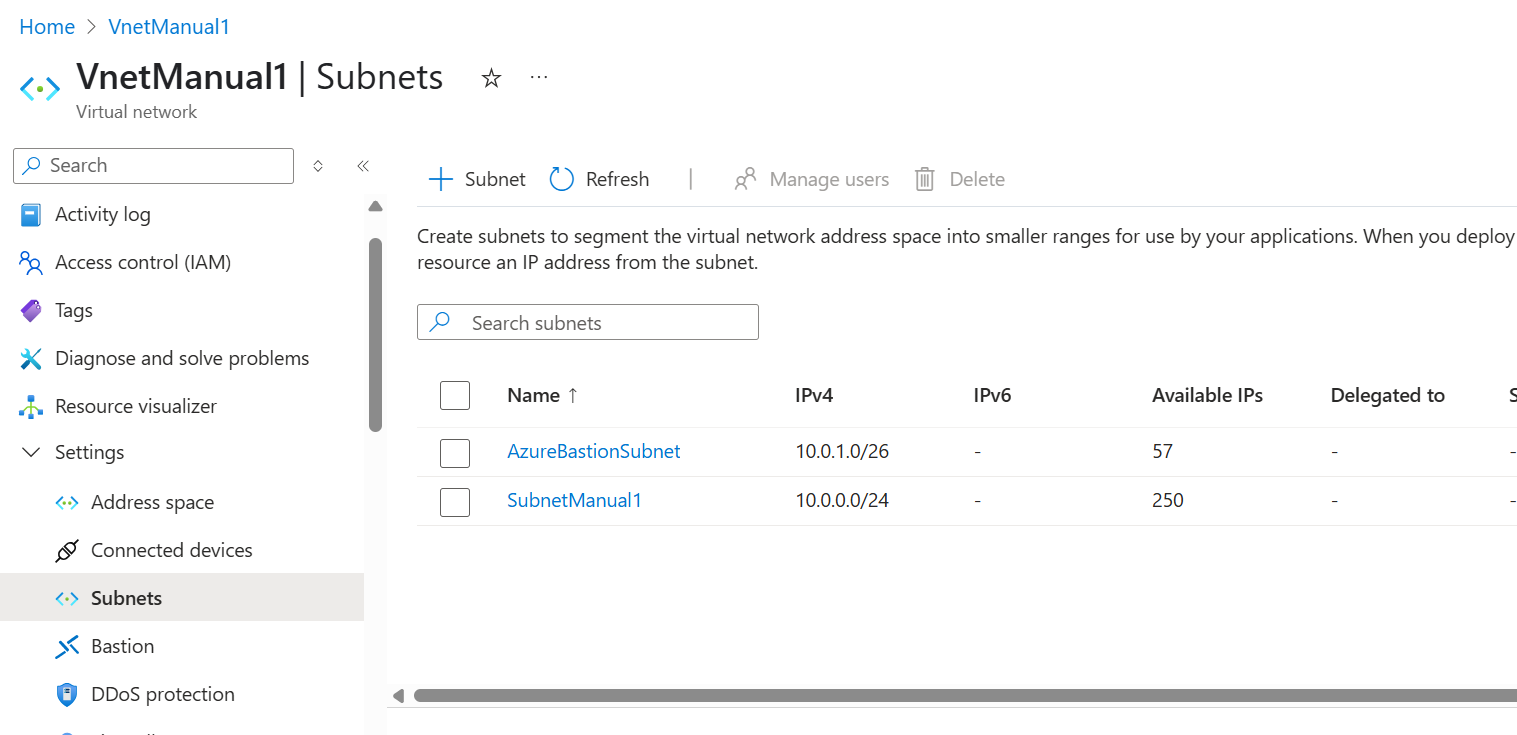 Home > VnetManual1
VnetManual1 | Subnets
Virtual network
Search
Activity log
Access control (IAM)
Tags
Diagnose and solve problems
Resource visualizer
Settings
Address space
Connected devices
Subnets
Bastion
DDoS protection
Subnet Refresh | Manage users Delete
Create subnets to segment the virtual network address space into smaller ranges for use by your applications. When you deploy
resource an IP address from the subnet.
Search subnets
Name ↑ IPv4 IPv6 Available IPs Delegated to
AzureBastionSubnet 10.0.1.0/26 - 57 - -
SubnetManual1 10.0.0.0/24 - 250 - -